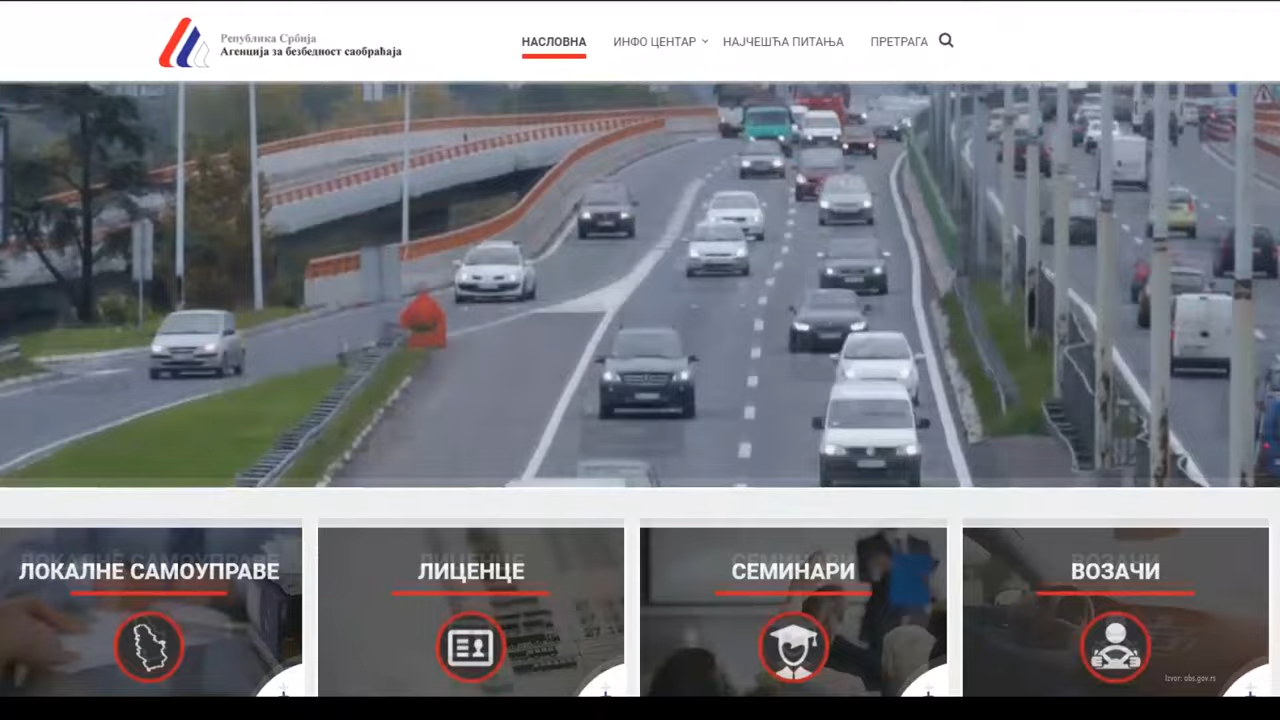 Република Србија
Агенција за безбедност саобраћаја
НАСЛОВНА
ИНФО ЦЕНТАР
НАЈЧЕШЋА ПИТАЊА
ПРЕТРАГА
ЛОКАЛНЕ САМОУПРАВЕ
ЛИЦЕНЦЕ
СЕМИНАРИ
ВОЗАЧИ
Izvor: abs.gov.rs